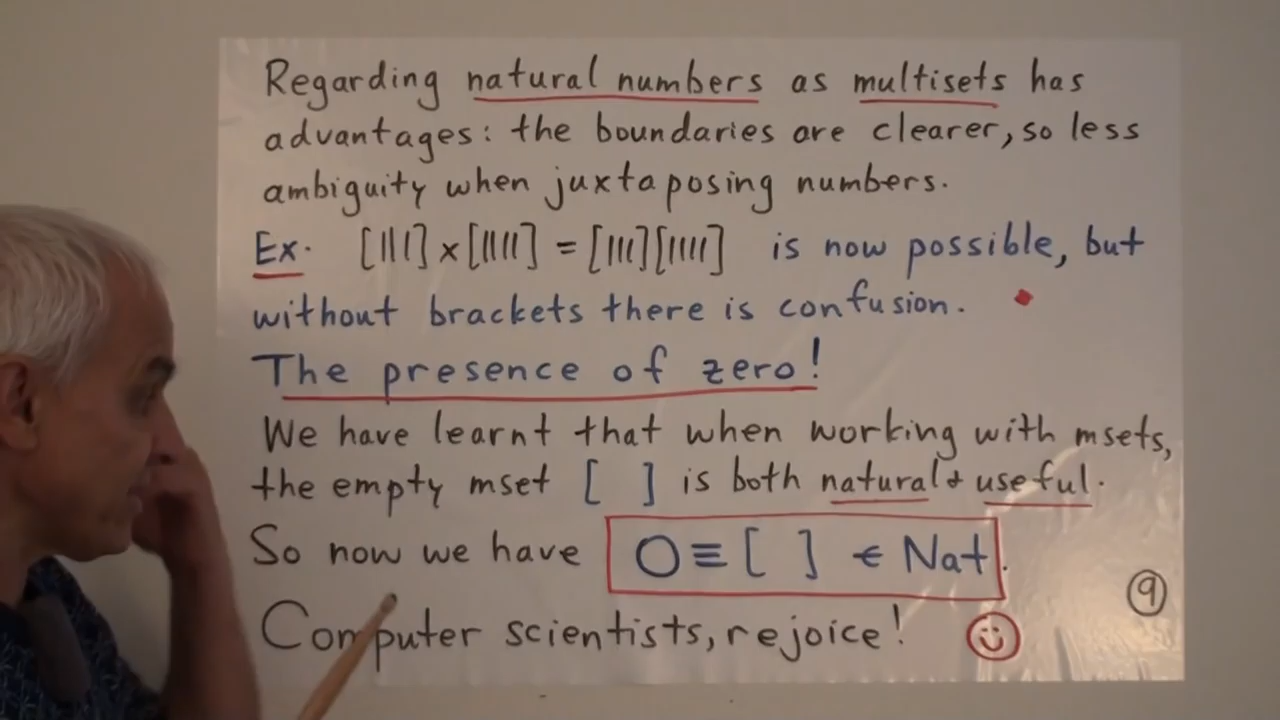 Regarding natural numbers as multisets has
advantages: the boundaries are clearer, so less
ambiguity when juxtaposing numbers.
Ex. [|||] x [||||] = [|||][||||] is now possible, but
without brackets there is confusion.
The presence of zero!
We have learnt that when working with msets,
the empty mset [ ] is both natural & useful.
So now we have O ≡ [ ] ∈ Nat.
Computer scientists, rejoice!
9